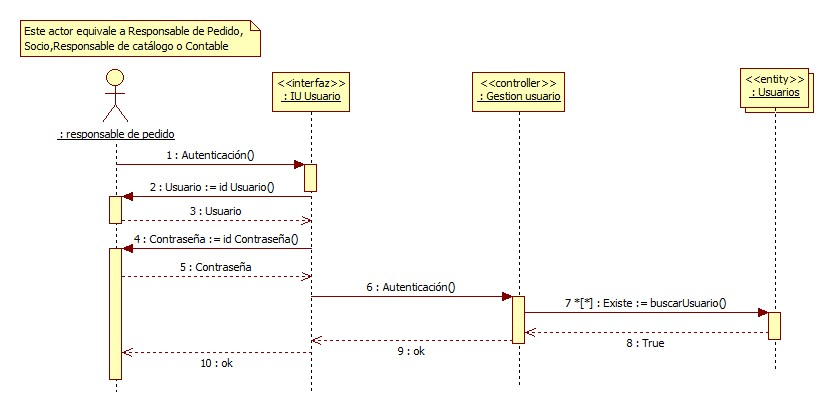 Este actor equivale a Responsable de Pedido,
Socio,Responsable de catálogo o Contable
<<interfaz>>
: IU Usuario
<<controller>>
: Gestion usuario
<<entity>>
: Usuarios
: responsable de pedido
1 : Autenticación()
2 : Usuario := id Usuario()
3 : Usuario
4 : Contraseña := id Contraseña()
5 : Contraseña
6 : Autenticación()
7 *[*] : Existe := buscarUsuario()
8 : True
9 : ok
10 : ok